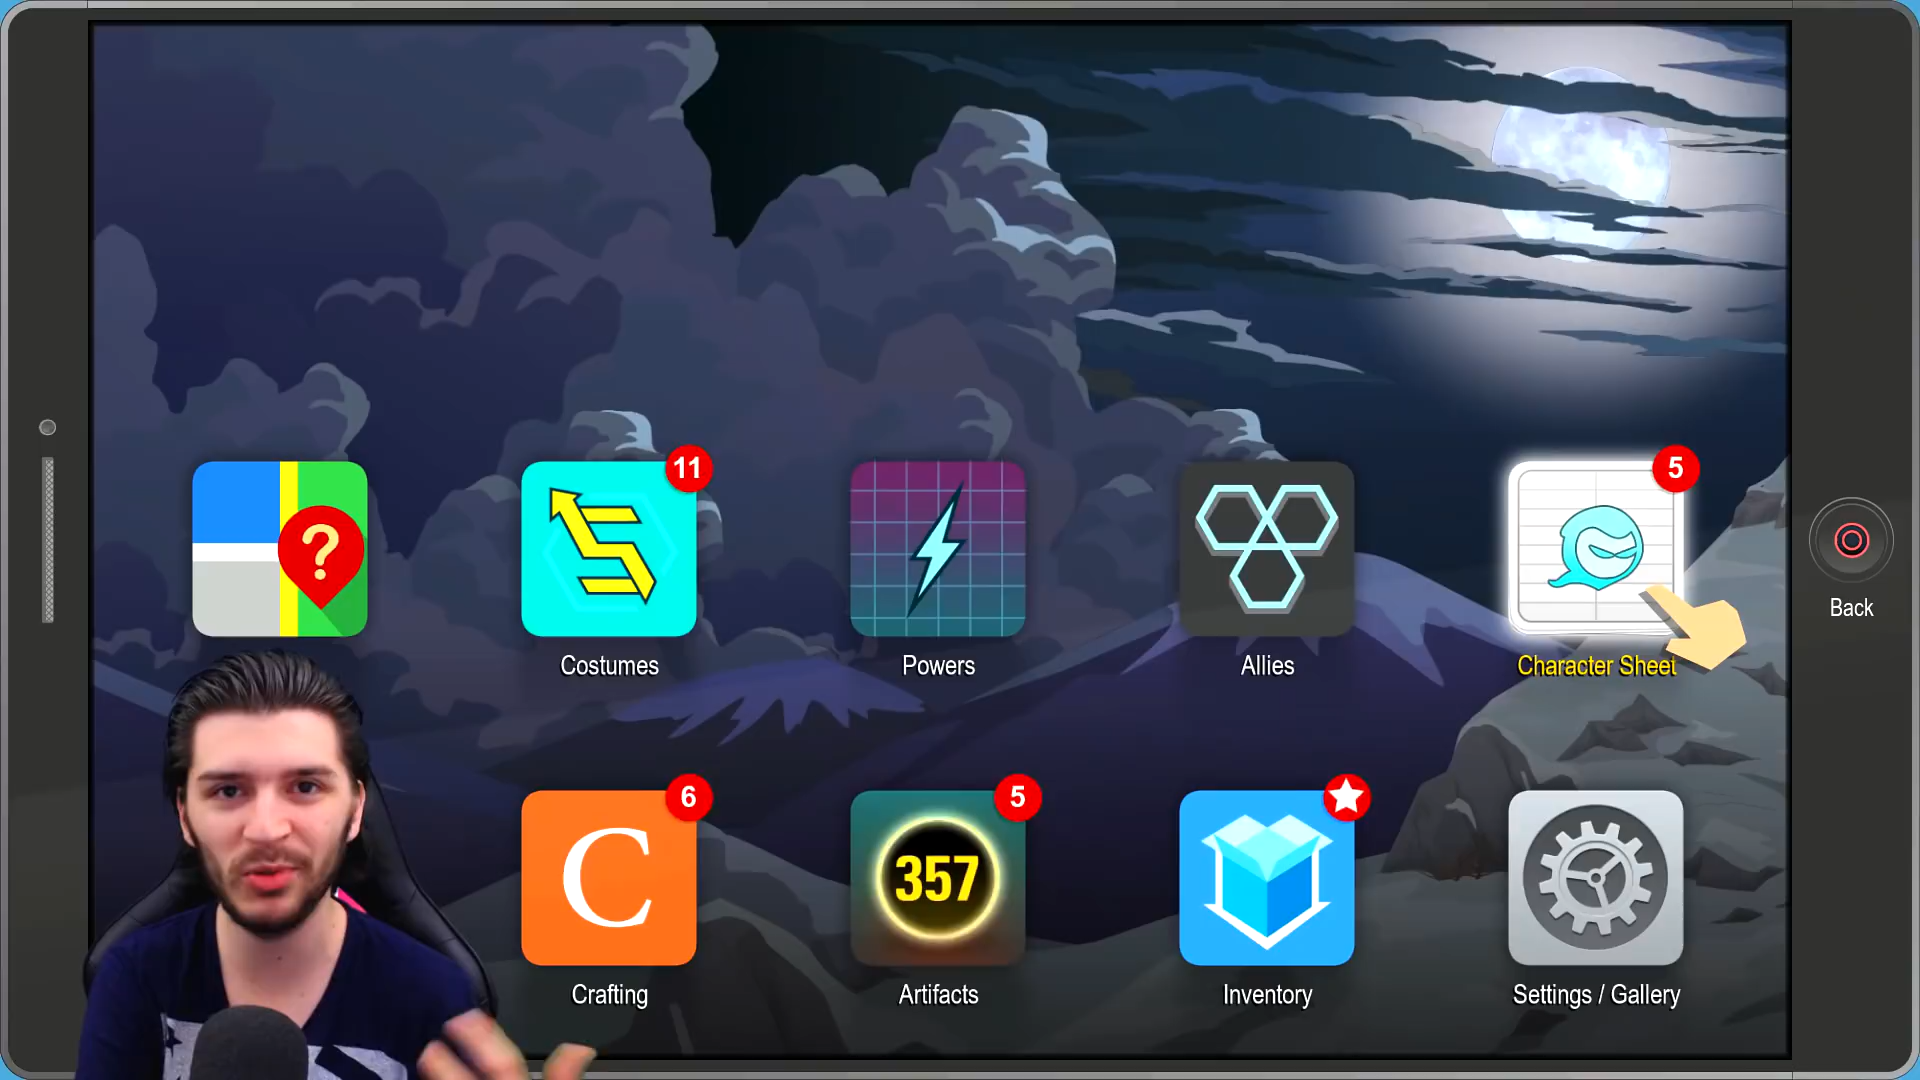 11
5
?
Costumes
Powers
Allies
Character Sheet
Back
6
5
C
357
Crafting
Artifacts
Inventory
Settings / Gallery